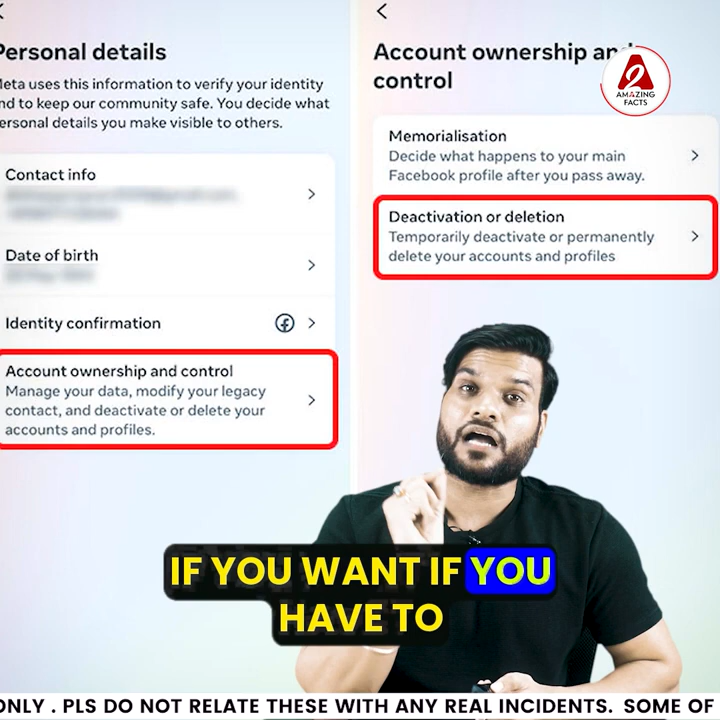 Personal details
Meta uses this information to verify your identity
and to keep our community safe. You decide what
personal details you make visible to others.
Contact info
Date of birth
Identity confirmation
Account ownership and control
Manage your data, modify your legacy
contact, and deactivate or delete your
accounts and profiles.
Account ownership and
control
AMAZING
FACTS
Memorialisation
Decide what happens to your main
Facebook profile after you pass away.
Deactivation or deletion
Temporarily deactivate or permanently
delete your accounts and profiles
IF YOU WANT IF YOU
HAVE TO
ONLY . PLS DO NOT RELATE THESE WITH ANY REAL INCIDENTS. SOME OF